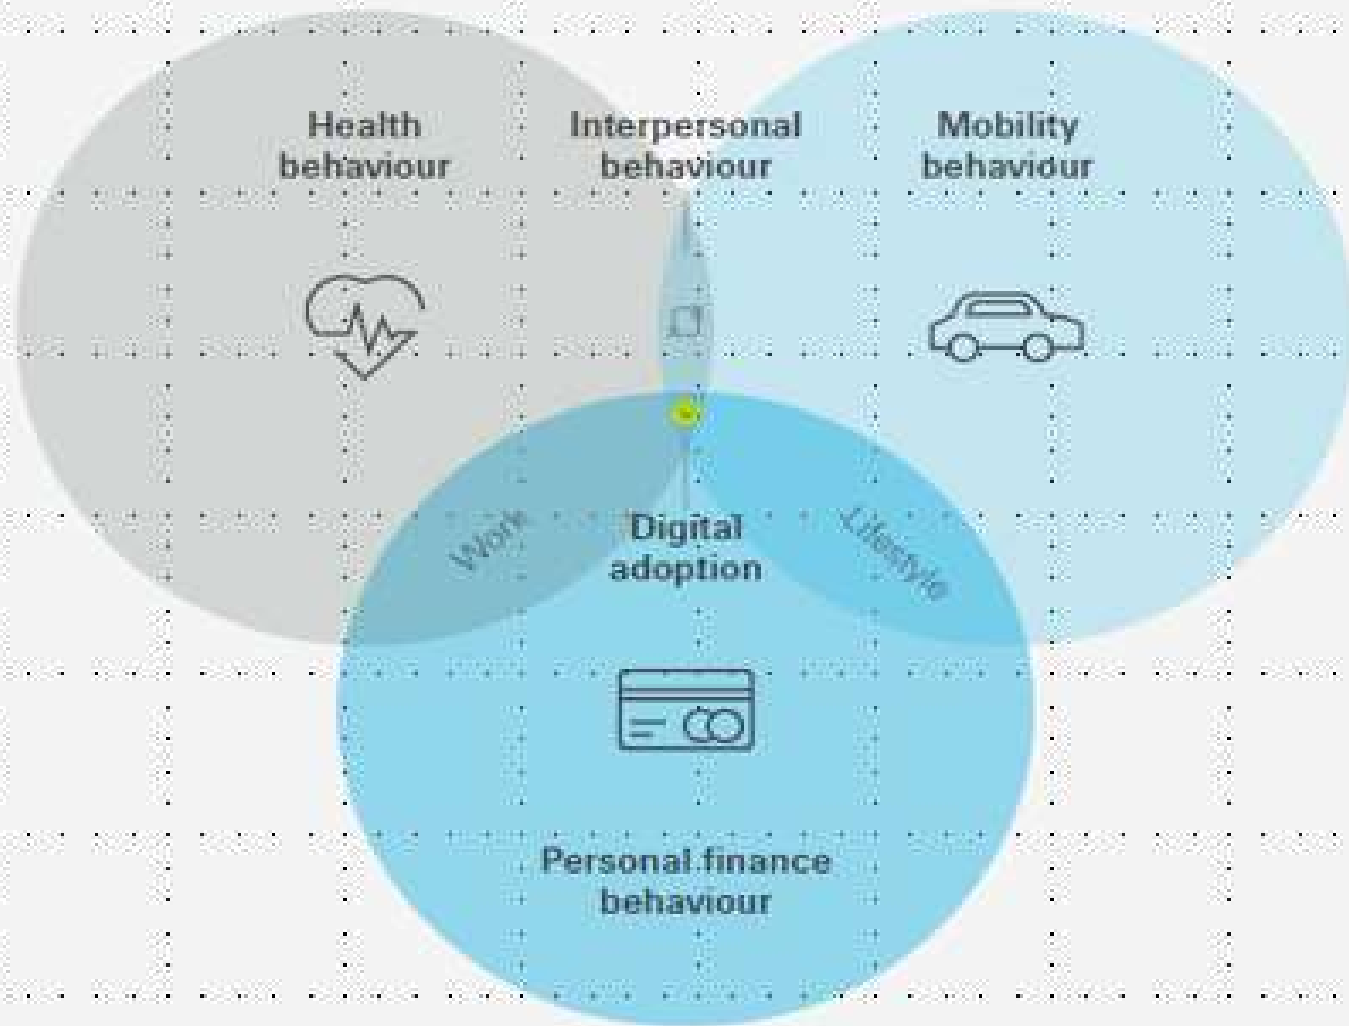 Health
behaviour
Interpersonal
behaviour
Mobility
behaviour
Work
Lifestyle
Digital
adoption
Personal finance
behaviour